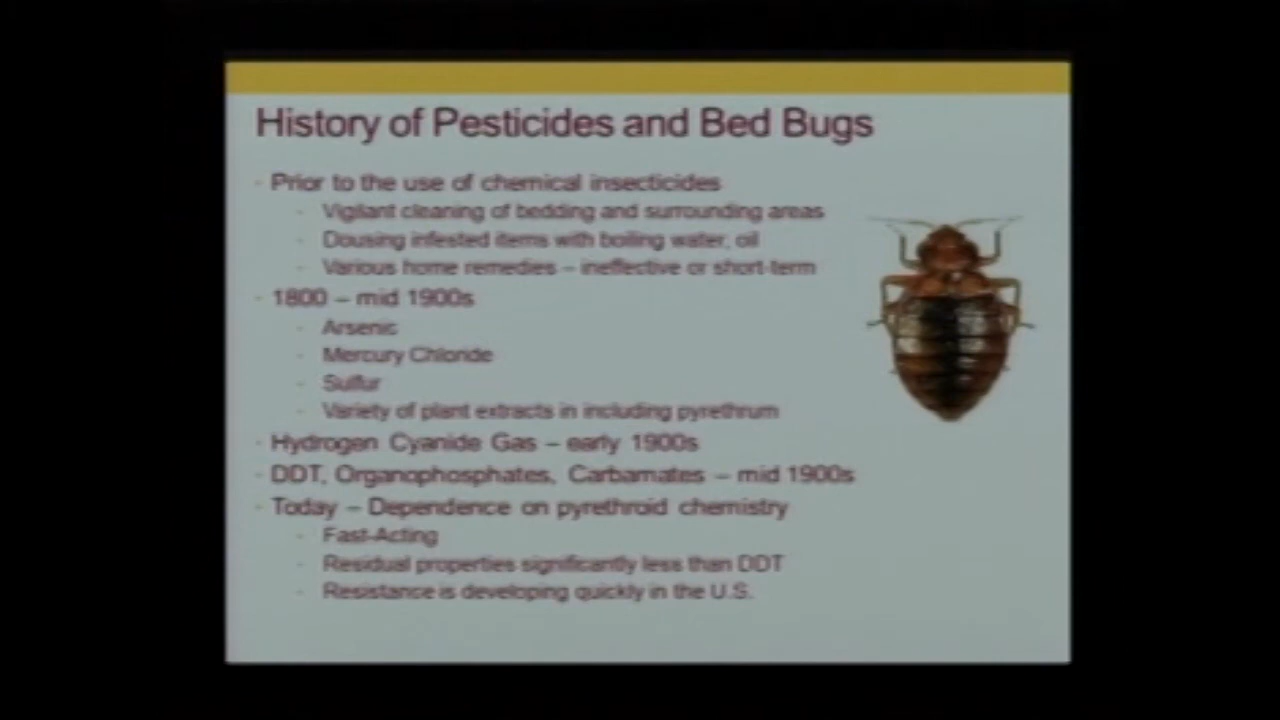 History of Pesticides and Bed Bugs
- Prior to the use of chemical insecticides
- Vigilant cleaning of bedding and surrounding areas
- Dousing infested items with boiling water, oil
- Various home remedies – ineffective or short-term
- 1800 – mid 1900s
- Arsenic
- Mercury Chloride
- Sulfur
- Variety of plant extracts in including pyrethrum
- Hydrogen Cyanide Gas – early 1900s
- DDT, Organophosphates, Carbamates – mid 1900s
- Today – Dependence on pyrethroid chemistry
- Fast-Acting
- Residual properties significantly less than DDT
- Resistance is developing quickly in the U.S.